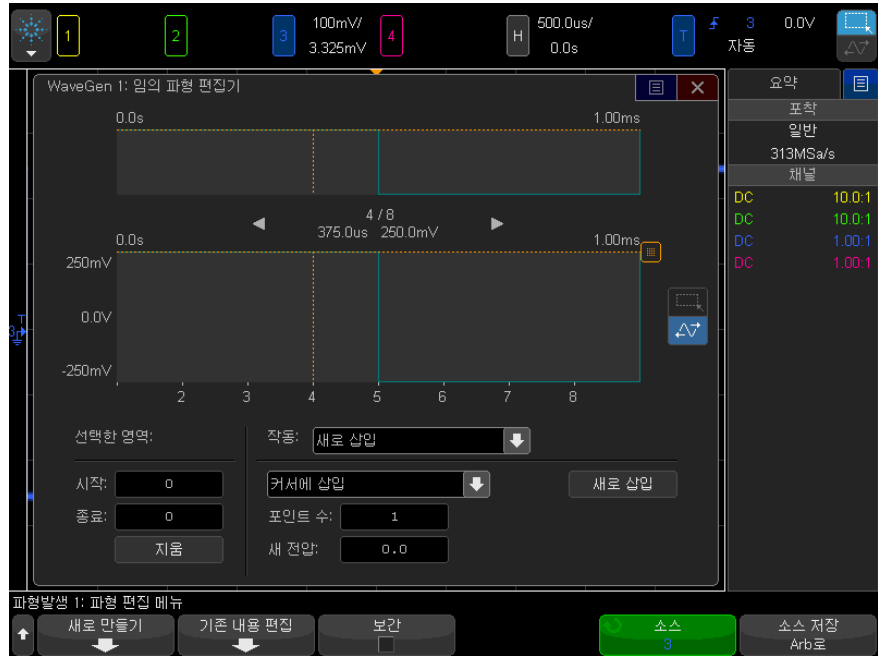 1
2
3
100mV/
3.325mV
4
H
500.0us/
0.0s
T
3
0.0V
자동
WaveGen 1: 임의 파형 편집기
0.0s
1.00ms
4 / 8
375.0us 250.0mV
0.0s
1.00ms
250mV
0.0V
-250mV
2 3 4 5 6 7 8
T
3
선택한 영역:
시작: 0
종료: 0
지움
작동: 새로 삽입
커서에 삽입
새로 삽입
포인트 수: 1
새 전압: 0.0
요약
포착
일반
313MSa/s
채널
DC 10.0:1
DC 10.0:1
DC 1.00:1
DC 1.00:1
파형발생 1: 파형 편집 메뉴
새로 만들기
기존 내용 편집
보간
소스
3
소스 저장
Arb로